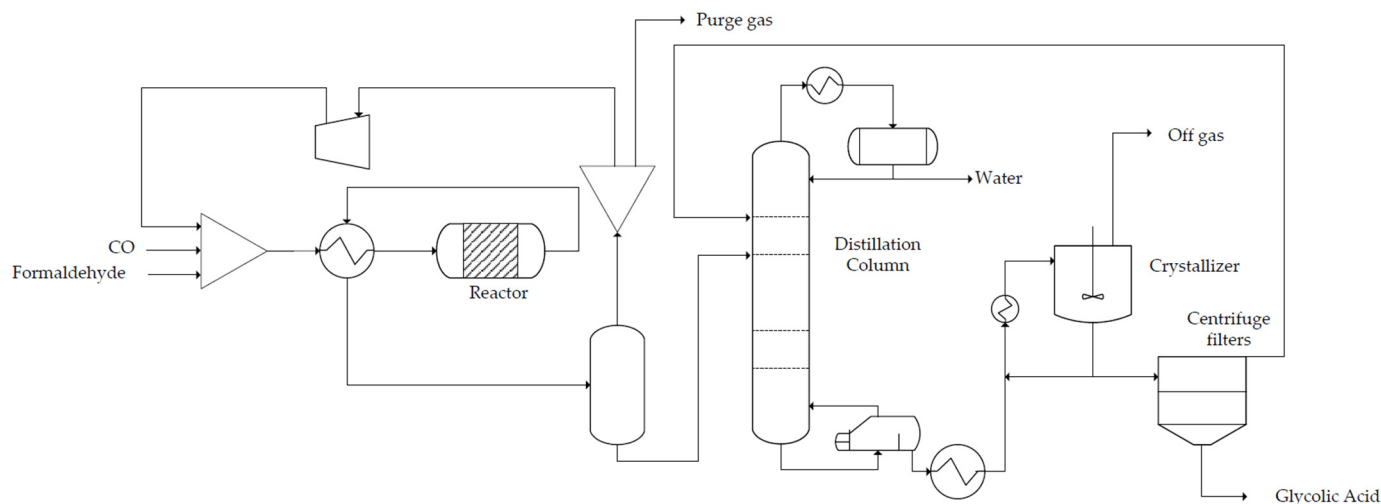 Purge gas
Off gas
Water
CO
Distillation
Column
Formaldehyde
Crystallizer
Reactor
Centrifuge
filters
Glycolic Acid